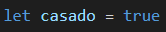 let casado = true